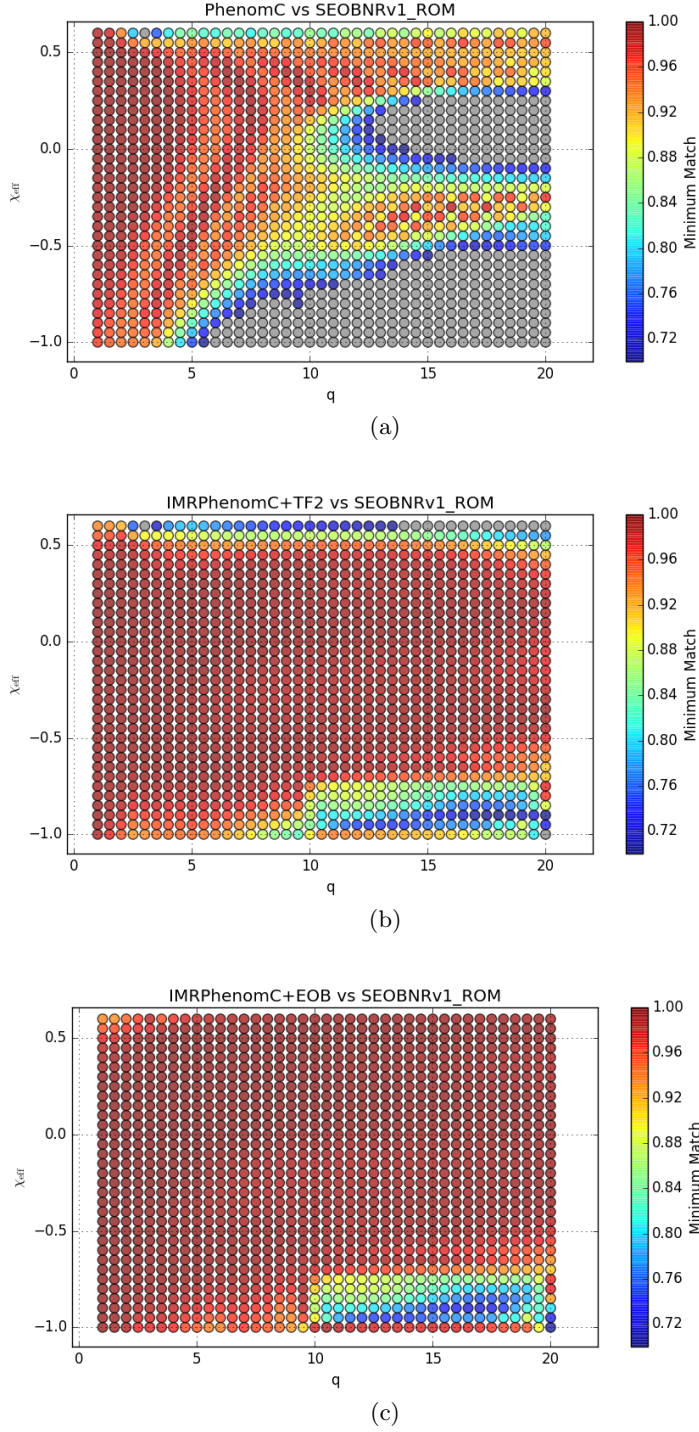 PhenomC vs SEOBNRv1_ROM
0.5
0.0
−0.5
−1.0
χeff
0 5 10 15 20
q
1.00
0.96
0.92
0.88
0.84
0.80
0.76
0.72
Minimum Match
(a)
IMRPhenomC+TF2 vs SEOBNRv1_ROM
0.5
0.0
−0.5
−1.0
χeff
0 5 10 15 20
q
1.00
0.96
0.92
0.88
0.84
0.80
0.76
0.72
Minimum Match
(b)
IMRPhenomC+EOB vs SEOBNRv1_ROM
0.5
0.0
−0.5
−1.0
χeff
0 5 10 15 20
q
1.00
0.96
0.92
0.88
0.84
0.80
0.76
0.72
Minimum Match
(c)